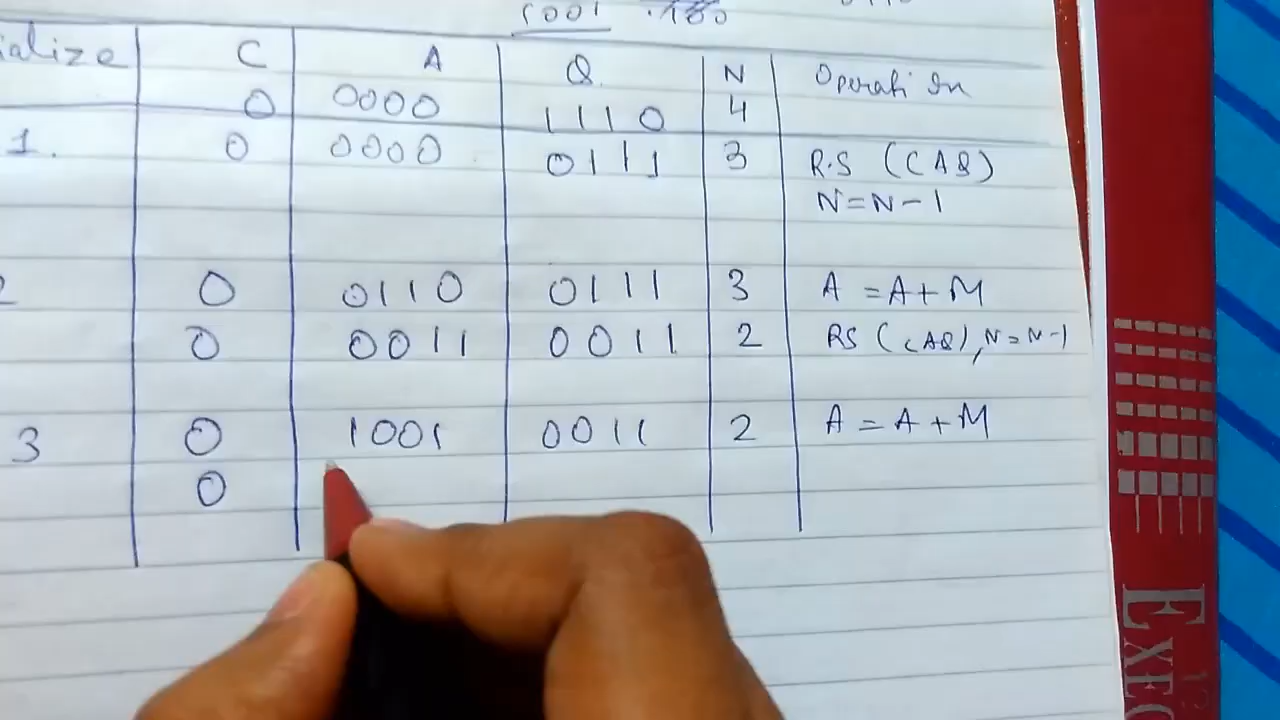 1001
ialize C A Q N Operation
0 0000 1110 4
1. 0 0000 0111 3 R.S (CAQ)
N=N-1
2 0 0110 0111 3 A = A+M
0 0011 0011 2 RS (CAQ), N=N-1
3 0 1001 0011 2 A = A+M
0